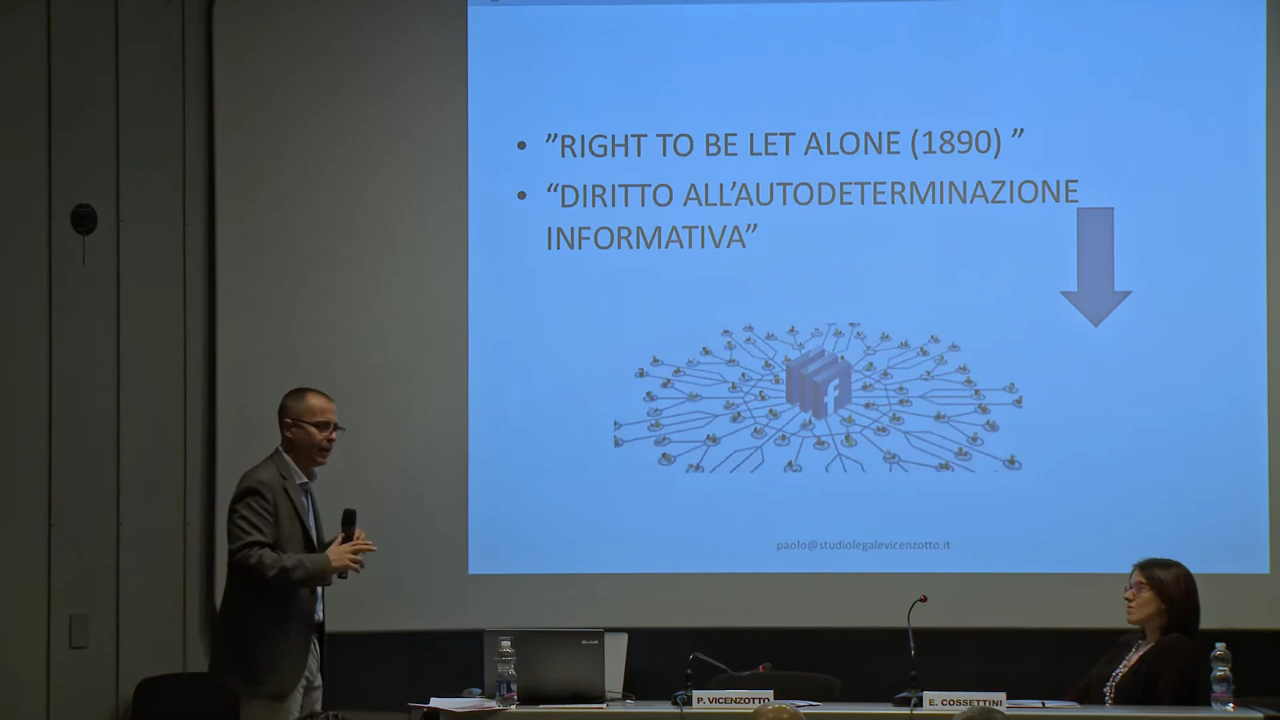 ”RIGHT TO BE LET ALONE (1890) ”
“DIRITTO ALL’AUTODETERMINAZIONE
INFORMATIVA”
f
paolo@studiolegalevicenzotto.it
P. VICENZOTTO
E. COSSETTINI